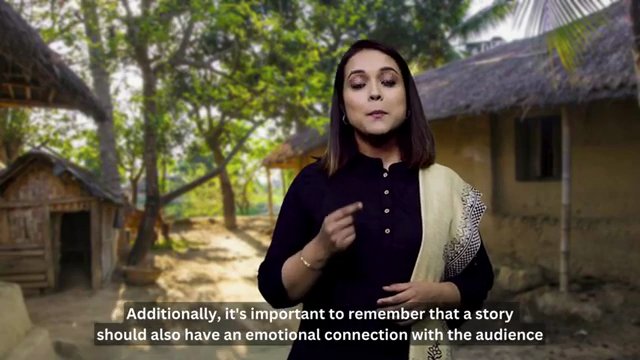 Additionally, it's important to remember that a story
should also have an emotional connection with the audience